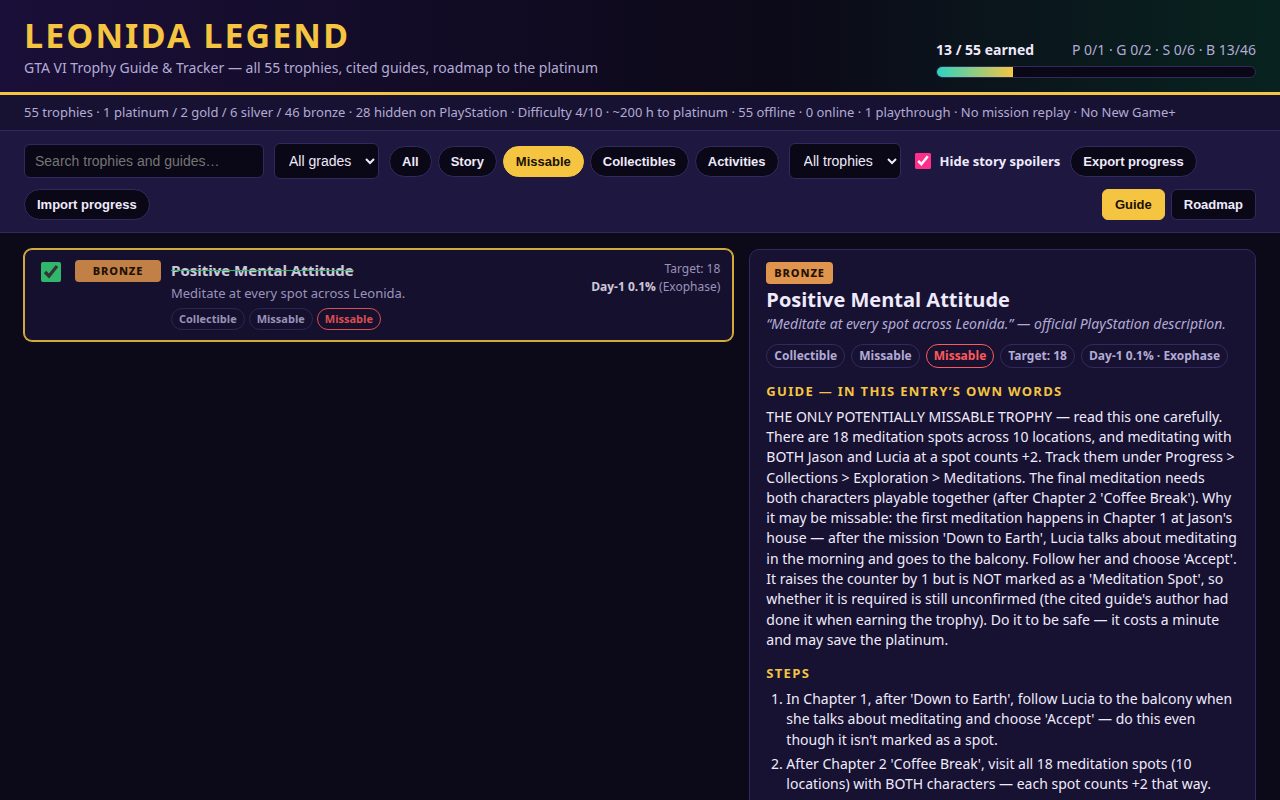 LEONIDA LEGEND
GTA VI Trophy Guide & Tracker — all 55 trophies, cited guides, roadmap to the platinum
13 / 55 earned
P 0/1 · G 0/2 · S 0/6 · B 13/46
55 trophies · 1 platinum / 2 gold / 6 silver / 46 bronze · 28 hidden on PlayStation · Difficulty 4/10 · ~200 h to platinum · 55 offline · 0 online · 1 playthrough · No mission replay · No New Game+
Search trophies and guides…
All grades
All
Story
Missable
Collectibles
Activities
All trophies
Hide story spoilers
Export progress
Import progress
Guide
Roadmap
BRONZE
Positive Mental Attitude
Meditate at every spot across Leonida.
Collectible
Missable
Missable
Target: 18
Day-1 0.1% (Exophase)
BRONZE
Positive Mental Attitude
“Meditate at every spot across Leonida.” — official PlayStation description.
Collectible
Missable
Missable
Target: 18
Day-1 0.1% · Exophase
GUIDE — IN THIS ENTRY’S OWN WORDS
THE ONLY POTENTIALLY MISSABLE TROPHY — read this one carefully.
There are 18 meditation spots across 10 locations, and meditating with
BOTH Jason and Lucia at a spot counts +2. Track them under Progress >
Collections > Exploration > Meditations. The final meditation needs
both characters playable together (after Chapter 2 'Coffee Break'). Why
it may be missable: the first meditation happens in Chapter 1 at Jason's
house — after the mission 'Down to Earth', Lucia talks about meditating
in the morning and goes to the balcony. Follow her and choose 'Accept'.
It raises the counter by 1 but is NOT marked as a 'Meditation Spot', so
whether it is required is still unconfirmed (the cited guide's author had
done it when earning the trophy). Do it to be safe — it costs a minute
and may save the platinum.
STEPS
1. In Chapter 1, after 'Down to Earth', follow Lucia to the balcony when
she talks about meditating and choose 'Accept' — do this even
though it isn't marked as a spot.
2. After Chapter 2 'Coffee Break', visit all 18 meditation spots (10
locations) with BOTH characters — each spot counts +2 that way.